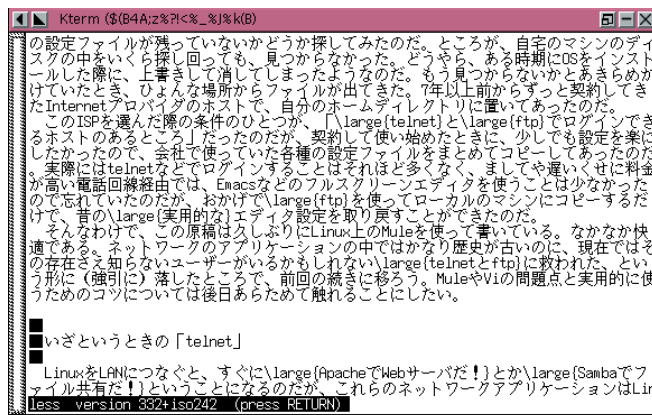 Kterm ($(B4A;z%?!<%_%J%k(B)
の設定ファイルが残っていないかどうか探してみたのだ。ところが、自宅のマシンのディ
スクの中をいくら探し回っても、見つからなかった。どうやら、ある時期にOSをインスト
ールした際に、上書きして消してしまったようなのだ。もう見つからないかとあきらめか
けていたとき、ひょんな場所からファイルが出てきた。7年以上前からずっと契約してき
たInternetプロバイダのホストで、自分のホームディレクトリに置いてあったのだ。
このISPを選んだ際の条件のひとつが、「\large{telnet}と\large{ftp}でログインでき
るホストのあるところ」だったのだが、契約して使い始めたときに、少しでも設定を楽に
したかったので、会社で使っていた各種の設定ファイルをまとめてコピーしてあったのだ
。実際にはtelnetなどでログインすることはそれほど多くなく、ましてや遅いくせに料金
が高い電話回線経由では、Emacsなどのフルスクリーンエディタを使うことは少なかった
ので忘れていたのだが、おかげで\large{ftp}を使ってローカルのマシンにコピーするだ
けで、昔の\large{実用的な}エディタ設定を取り戻すことができたのだ。
そんなわけで、この原稿は久しぶりにLinux上のMuleを使って書いている。なかなか快
適である。ネットワークのアプリケーションの中ではかなり歴史が古いのに、現在ではそ
の存在さえ知らないユーザーがいるかもしれない\large{telnetとftp}に救われた、とい
う形に（強引に）落したところで、前回の続きに移ろう。MuleやViの問題点と実用的に使
うためのコツについては後日あらためて触れることにしたい。
■
■いざというときの「telnet」
■
LinuxをLANにつなぐと、すぐに\large{ApacheでWebサーバだ！}とか\large{Sambaでフ
ァイル共有だ！}ということになるのだが、これらのネットワークアプリケーションはLin
less version 332+iso242 (press RETURN)